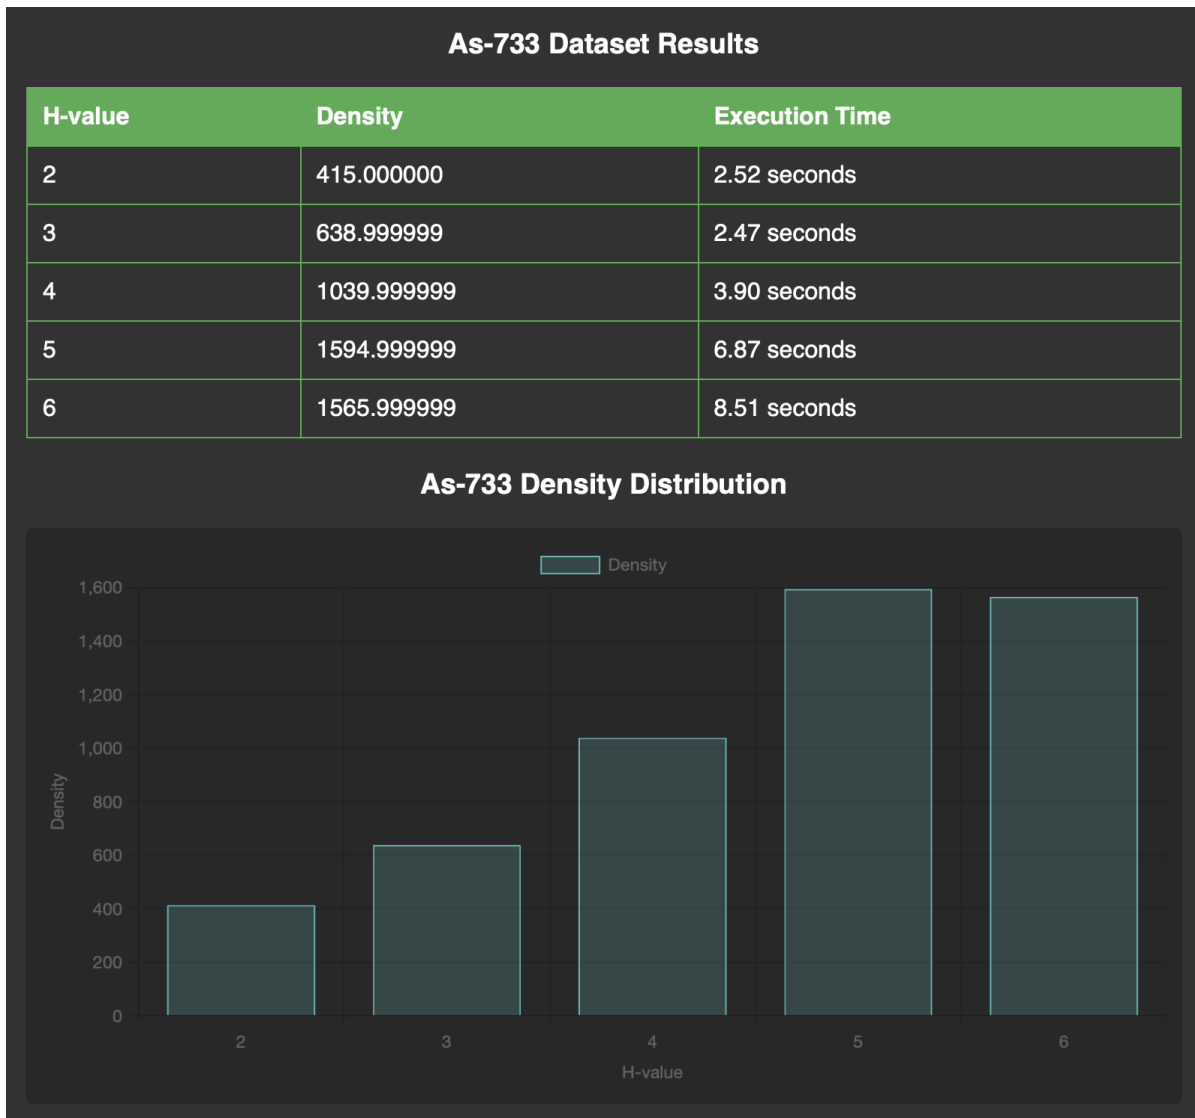 As-733 Dataset Results
H-value Density Execution Time
2 415.000000 2.52 seconds
3 638.999999 2.47 seconds
4 1039.999999 3.90 seconds
5 1594.999999 6.87 seconds
6 1565.999999 8.51 seconds
As-733 Density Distribution
Density
1,600
1,400
1,200
1,000
800
600
400
200
0
Density
2 3 4 5 6
H-value